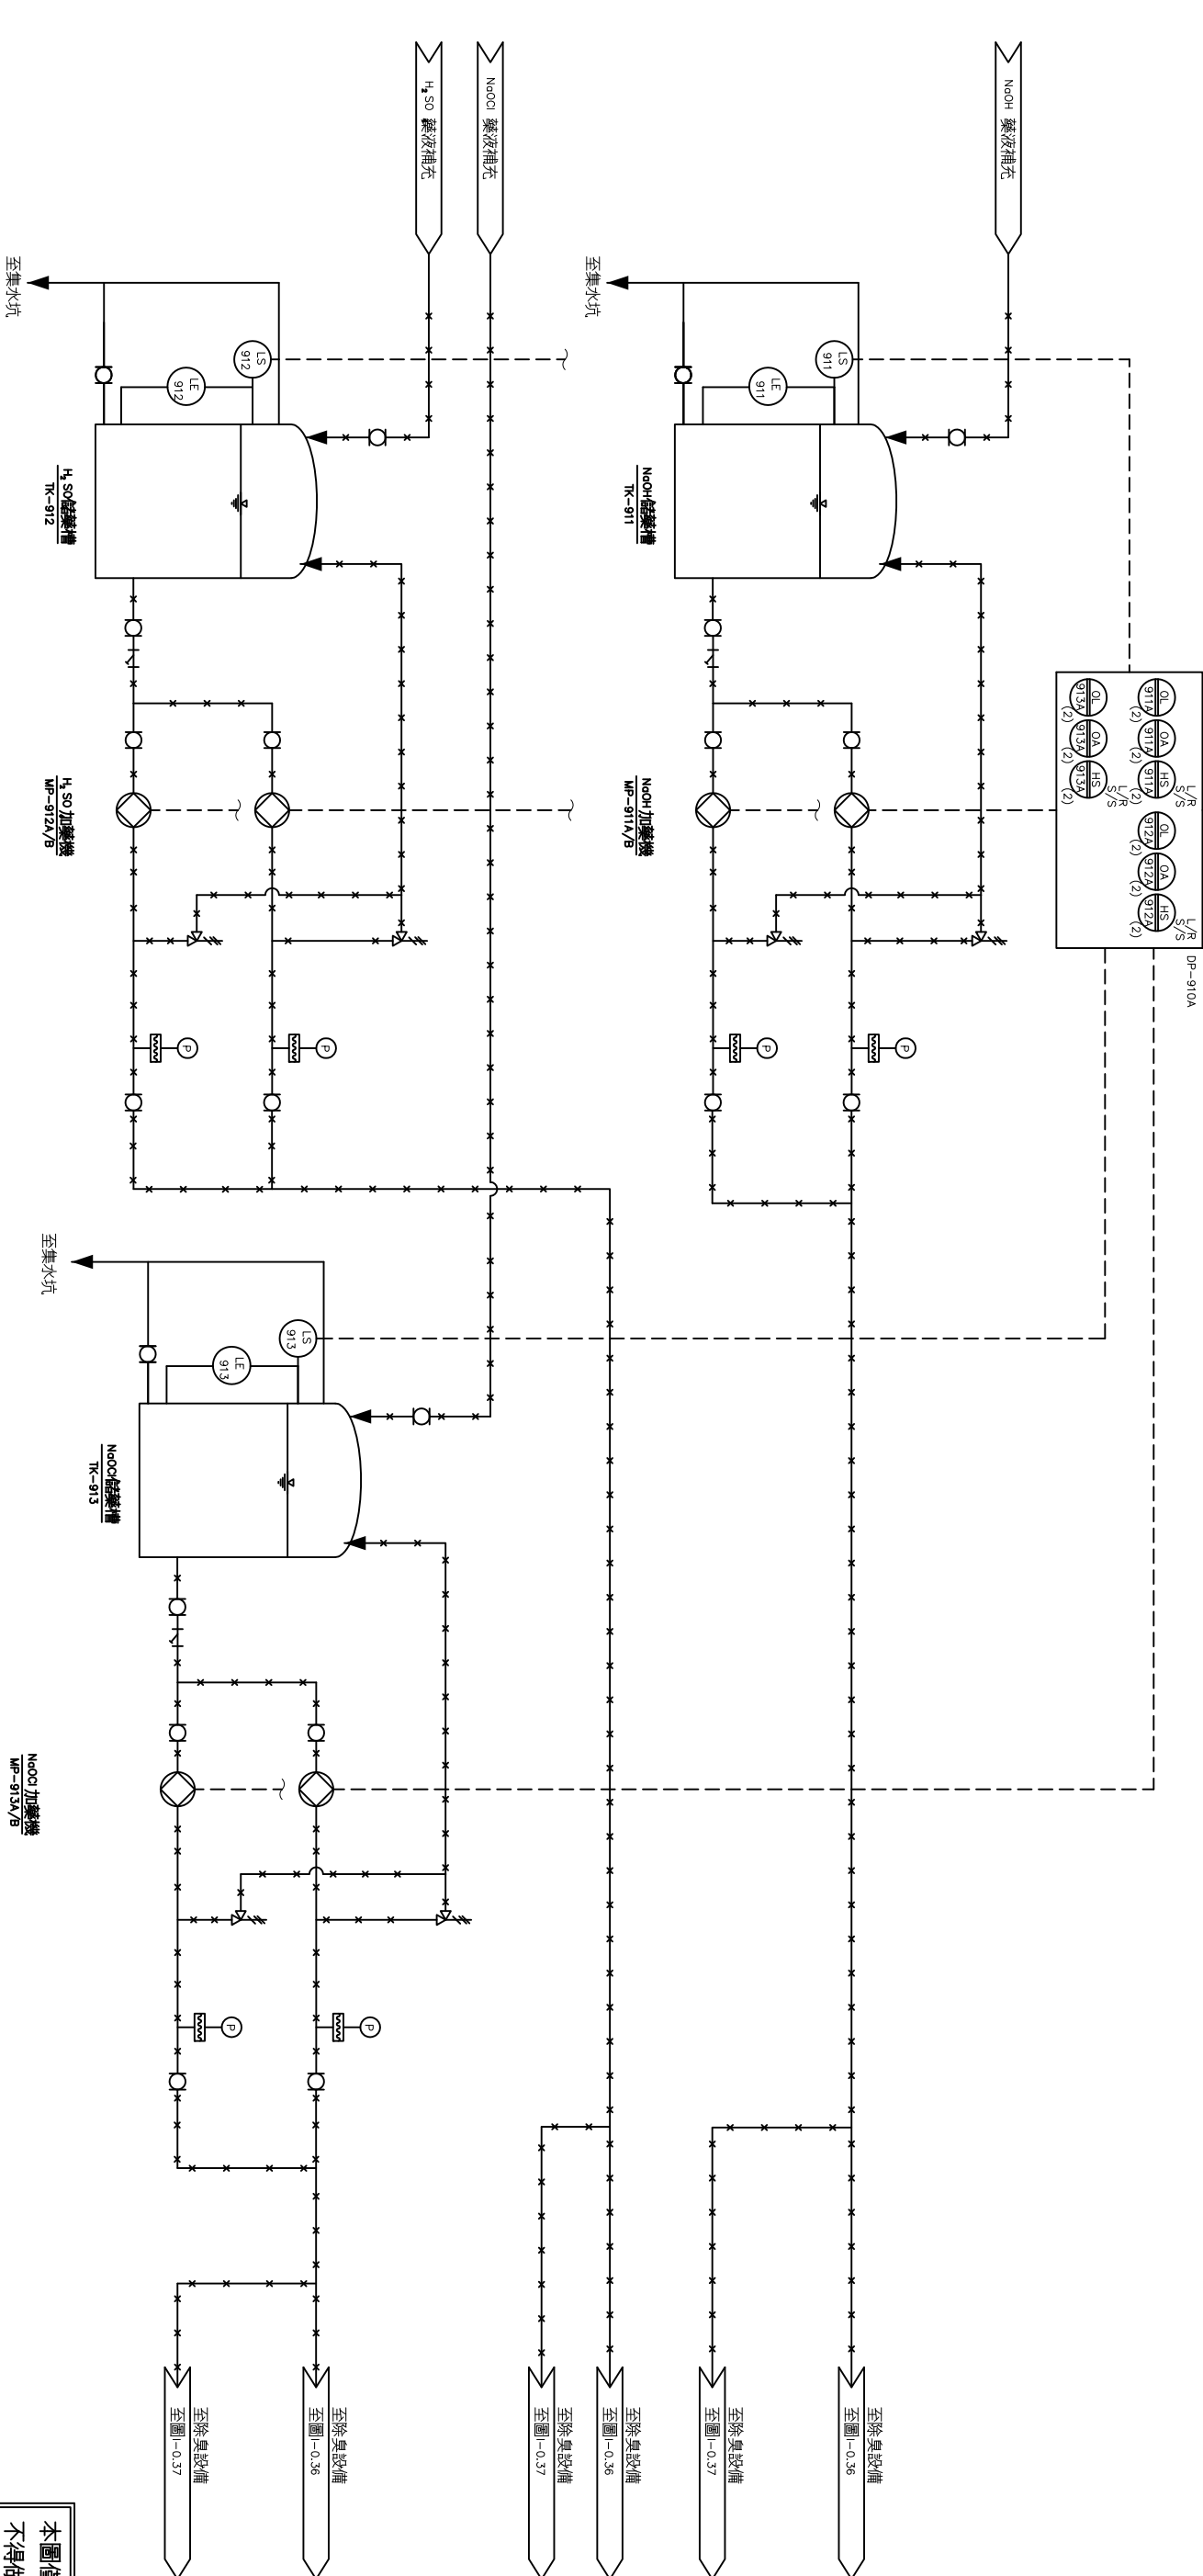 NaOH 藥液補充
NaOCl 藥液補充
H₂SO 藥液補充
至集水坑
至集水坑
LS
911
LE
911
LS
912
LE
912
NaOH儲藥槽
TK-911
H₂SO儲藥槽
TK-912
OL
911A
(2)
OA
911A
(2)
HS
911A
(2)
L/R
S/S
OL
912A
(2)
OA
912A
(2)
HS
912A
(2)
L/R
S/S
OL
913A
(2)
OA
913A
(2)
HS
913A
(2)
L/R
S/S
DP-910A
NaOH 加藥機
MP-911A/B
H₂SO 加藥機
MP-912A/B
P
P
P
P
至集水坑
LS
913
LE
913
NaOCl儲藥槽
TK-913
NaOCl 加藥機
MP-913A/B
P
P
至除臭設備
至圖I-0.36
至除臭設備
至圖I-0.37
至除臭設備
至圖I-0.36
至除臭設備
至圖I-0.37
至除臭設備
至圖I-0.36
至除臭設備
至圖I-0.37
本圖僅
不得